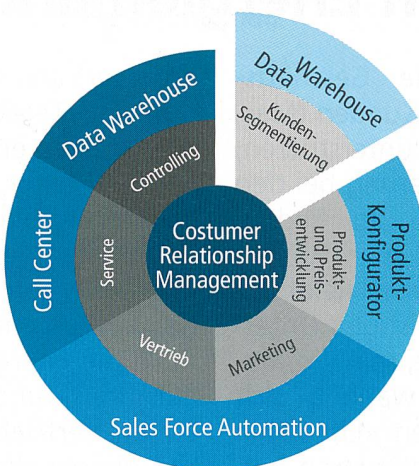 Data Warehouse
Kunden-
Segmentierung
Produkt-
Konfigurator
Produkt-
und Preis-
entwicklung
Sales Force Automation
Marketing
Vertrieb
Call Center
Service
Data Warehouse
Controlling
Costumer
Relationship
Management